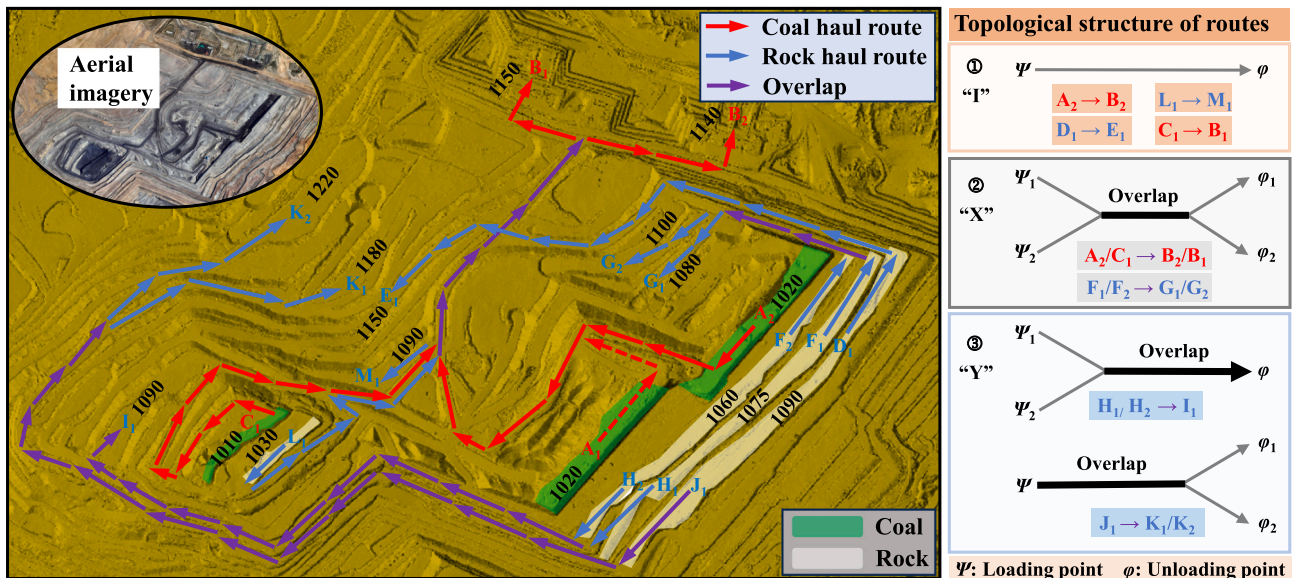 Aerial
imagery
Coal haul route
Rock haul route
Overlap
1150
B₁
1140
B₂
1220
K₂
1180
K₁
E₁
1150
1100
G₂
G₁
1080
1020
A₂
F₂
F₁
D₁
1090
M₁
1090
I₁
C₁
1010
1030
L₁
A₁
1020
1060
1075
1090
H₂
H₁
J₁
Coal
Rock
Topological structure of routes
①
"I"
Ψ
φ
A₂ → B₂
L₁ → M₁
D₁ → E₁
C₁ → B₁
②
"X"
Ψ₁
Ψ₂
Overlap
φ₁
φ₂
A₂/C₁ → B₂/B₁
F₁/F₂ → G₁/G₂
③
"Y"
Ψ₁
Ψ₂
Overlap
φ
H₁/ H₂ → I₁
Overlap
Ψ
φ₁
φ₂
J₁ → K₁/K₂
Ψ: Loading point φ: Unloading point